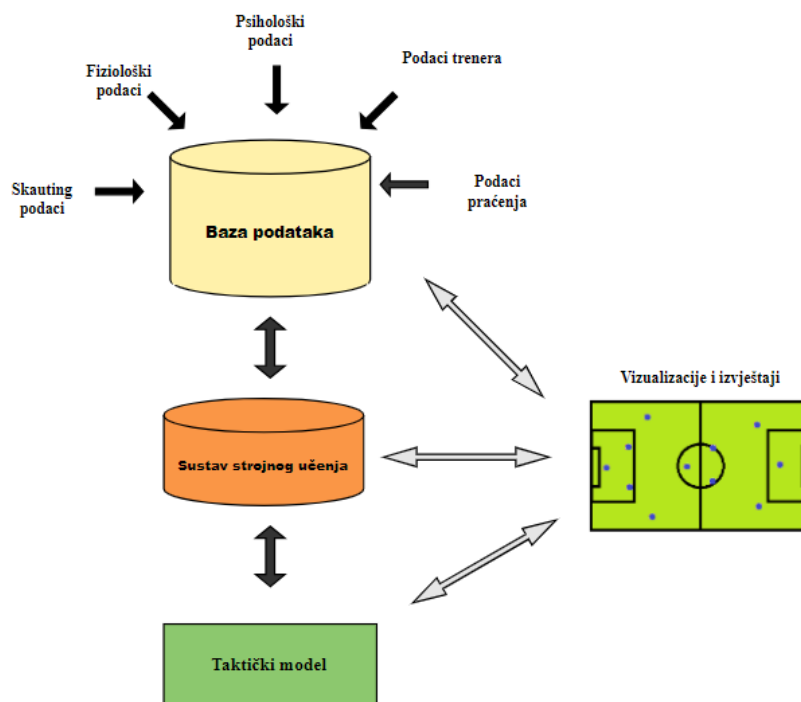 Psihološki
podaci
Podaci trenera
Fiziološki
podaci
Skauting
podaci
Podaci
praćenja
Baza podataka
Vizualizacije i izvještaji
Sustav strojnog učenja
Taktički model